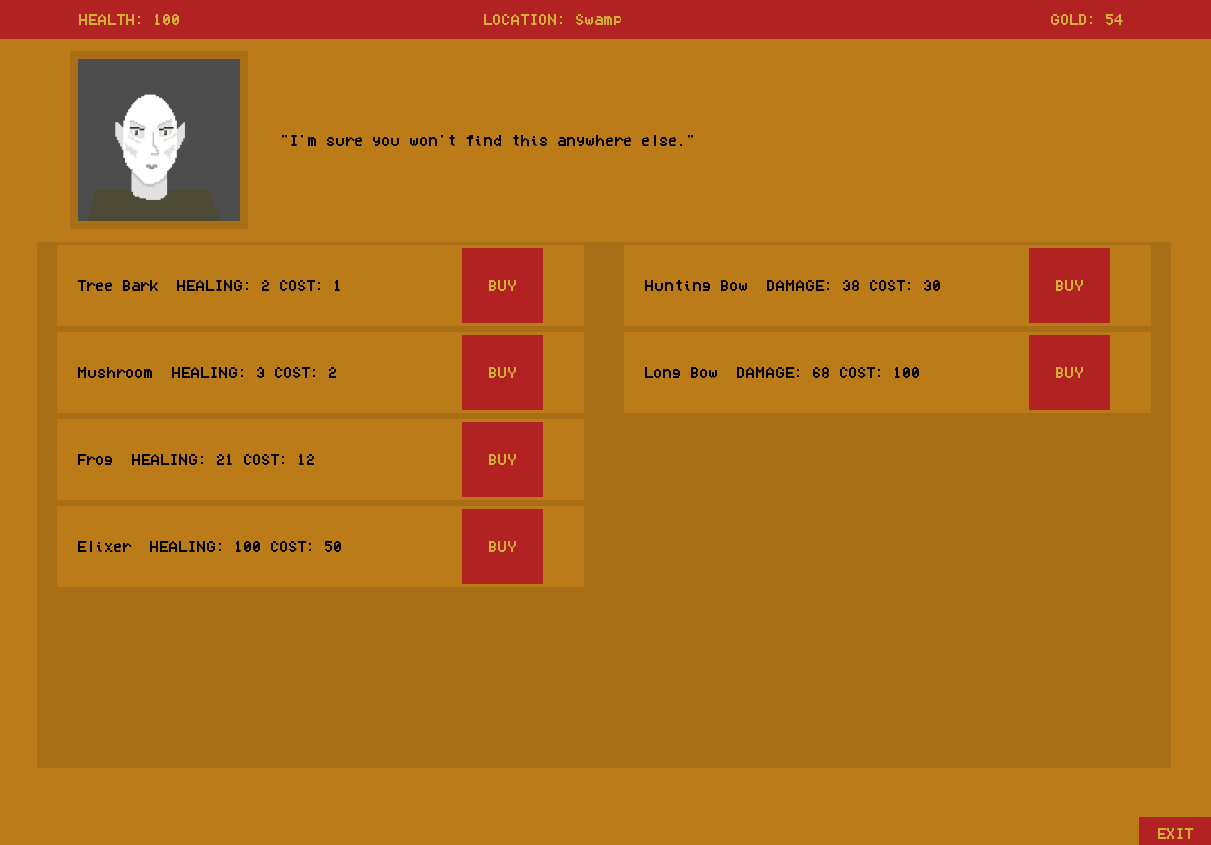 HEALTH: 100 LOCATION: Swamp GOLD: 54
"I'm sure you won't find this anywhere else."
Tree Bark HEALING: 2 COST: 1 BUY
Hunting Bow DAMAGE: 38 COST: 30 BUY
Mushroom HEALING: 3 COST: 2 BUY
Long Bow DAMAGE: 68 COST: 100 BUY
Frog HEALING: 21 COST: 12 BUY
Elixer HEALING: 100 COST: 50 BUY
EXIT